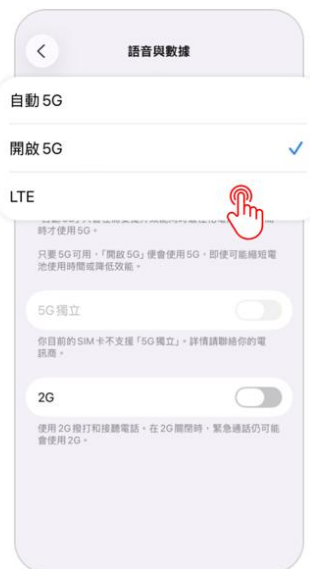 語音與數據
自動 5G
開啟 5G
LTE
時才使用 5G。
只要 5G 可用,「開啟 5G」便會使用 5G,即使可能縮短電
池使用時間或降低效能。
5G 獨立
你目前的 SIM 卡不支援「5G 獨立」。詳情請聯絡你的電
訊商。
2G
使用 2G 撥打和接聽電話。在 2G 關閉時,緊急通話仍可能
會使用 2G。